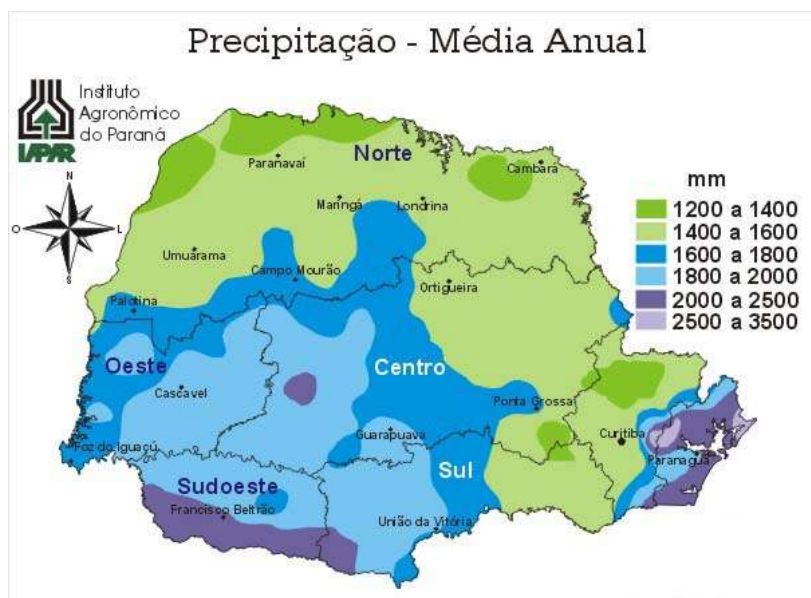 Precipitação - Média Anual
Instituto
Agronômico
do Paraná
IAPAR
N
O
L
S
Norte
Paranavaí
Cambará
Maringá
Londrina
Umuarama
Campo Mourão
Ortigueira
Palotina
Oeste
Cascavel
Centro
Ponta Grossa
Guarapuava
Curitiba
Paranaguá
Foz do Iguaçú
Sul
Sudoeste
Francisco Beltrão
União da Vitória
mm
1200 a 1400
1400 a 1600
1600 a 1800
1800 a 2000
2000 a 2500
2500 a 3500